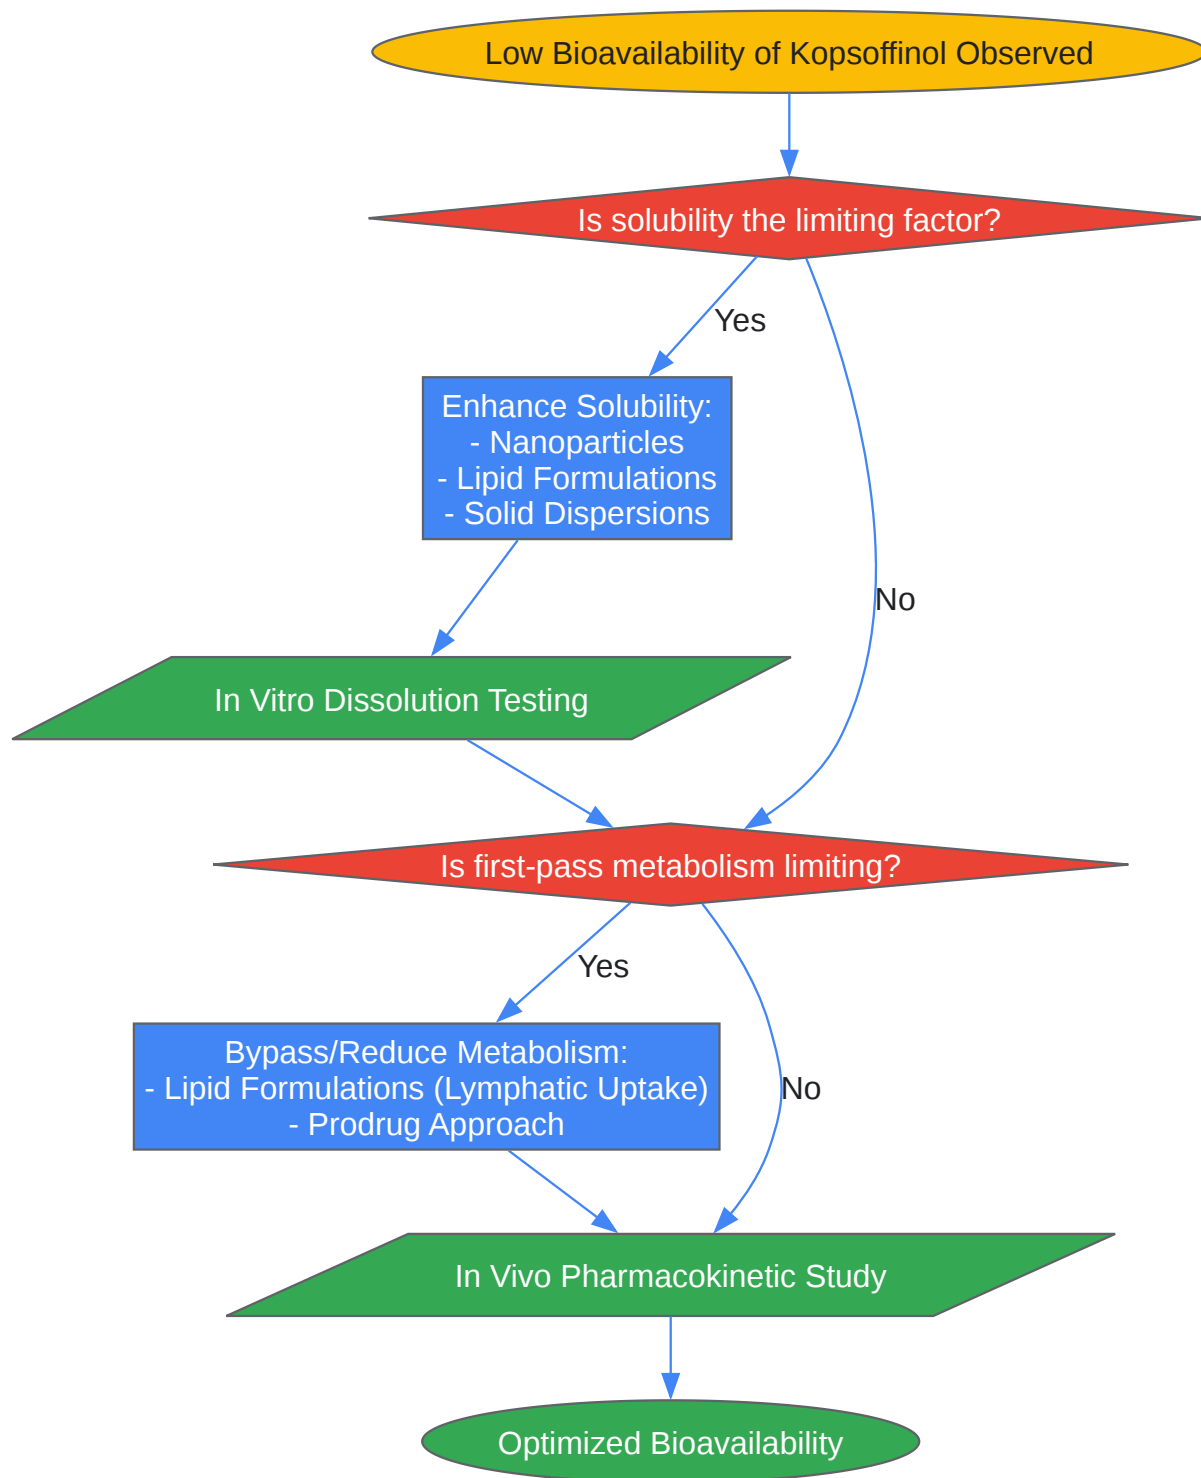 Low Bioavailability of Kopsoffinol Observed
Is solubility the limiting factor?
Yes
Enhance Solubility:
- Nanoparticles
- Lipid Formulations
- Solid Dispersions
No
In Vitro Dissolution Testing
Is first-pass metabolism limiting?
Yes
Bypass/Reduce Metabolism:
- Lipid Formulations (Lymphatic Uptake)
- Prodrug Approach
No
In Vivo Pharmacokinetic Study
Optimized Bioavailability